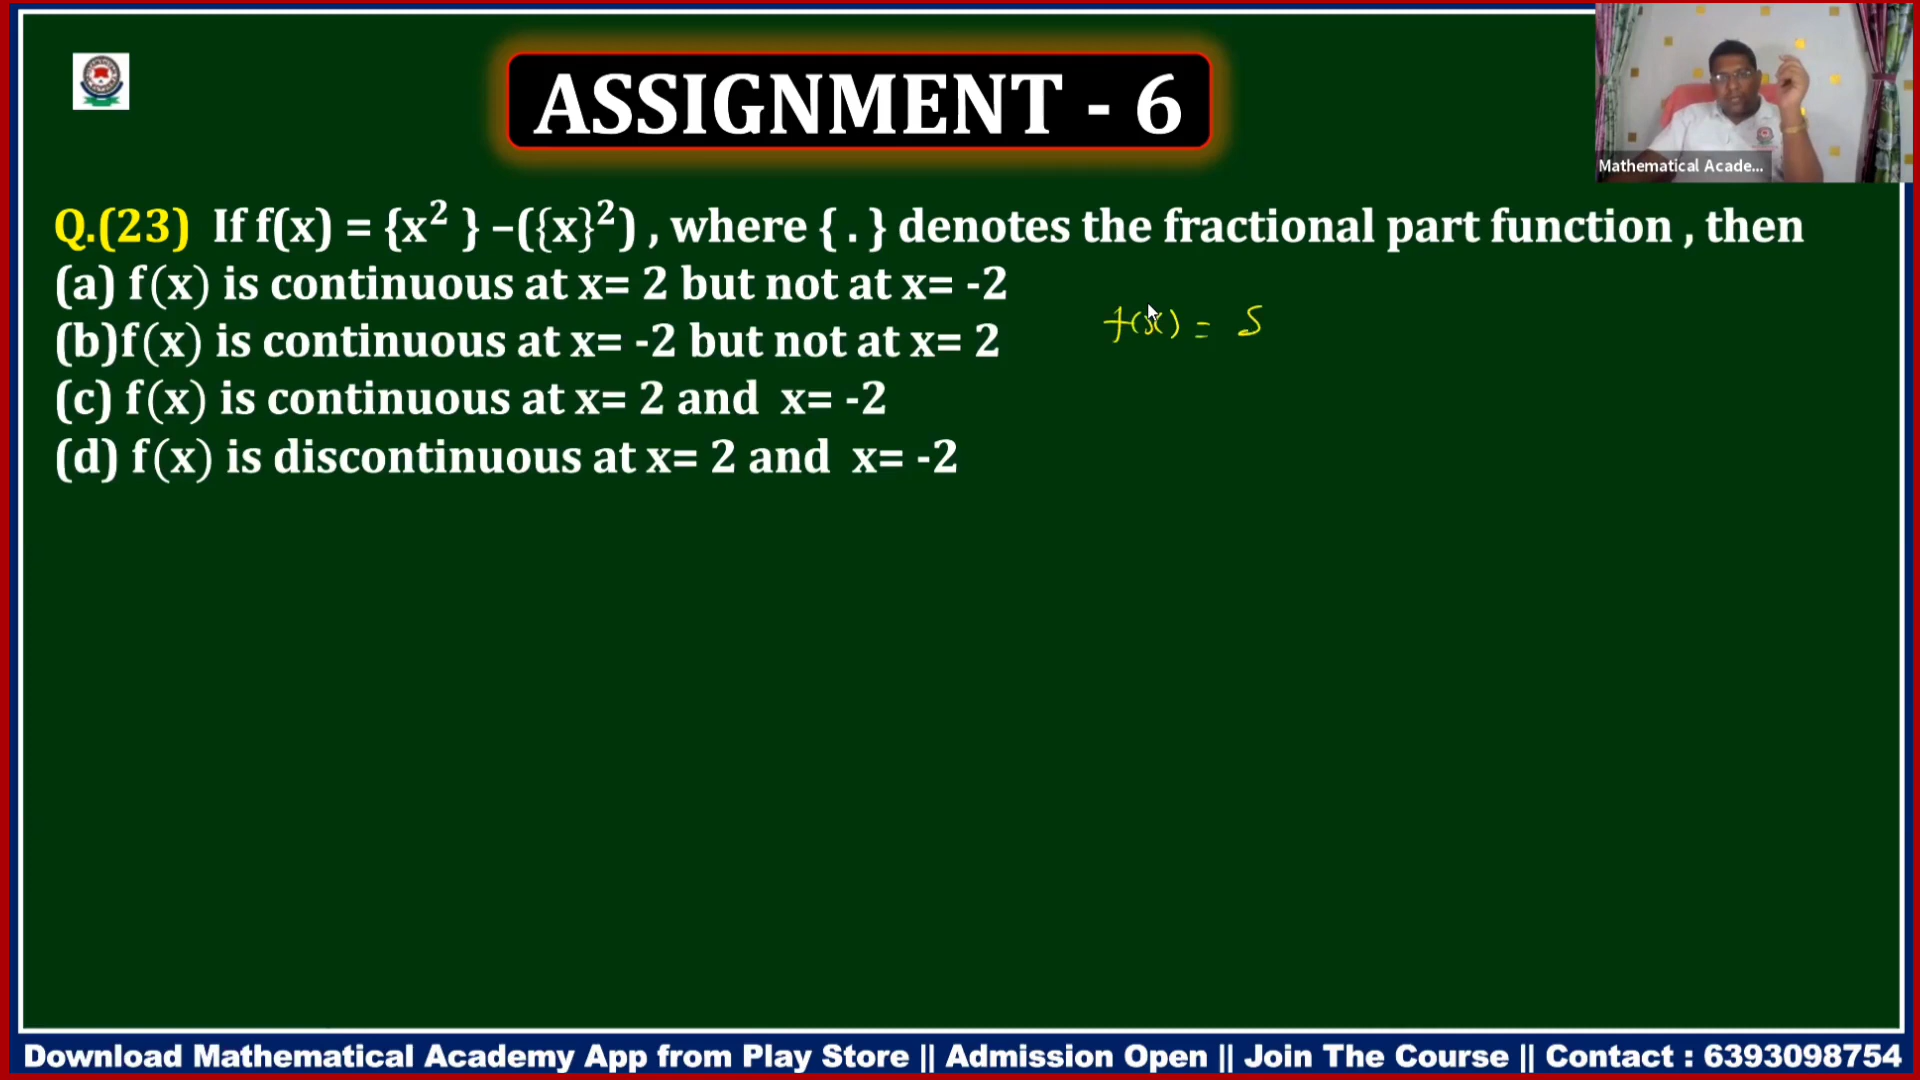 ASSIGNMENT - 6
Mathematical Acade...
Q.(23) If f(x) = {x² } –({x}²) , where { . } denotes the fractional part function , then
(a) f(x) is continuous at x= 2 but not at x= -2
(b)f(x) is continuous at x= -2 but not at x= 2
(c) f(x) is continuous at x= 2 and x= -2
(d) f(x) is discontinuous at x= 2 and x= -2
f(x) =
Download Mathematical Academy App from Play Store || Admission Open || Join The Course || Contact : 6393098754